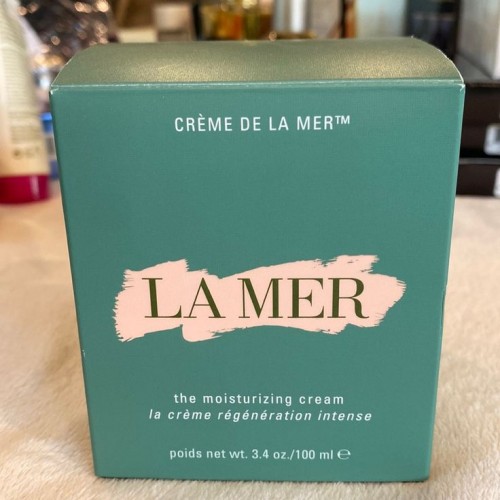 CRÈME DE LA MER™
LA MER
the moisturizing cream
la crème régénération intense
poids net wt. 3.4 oz./100 ml ℮